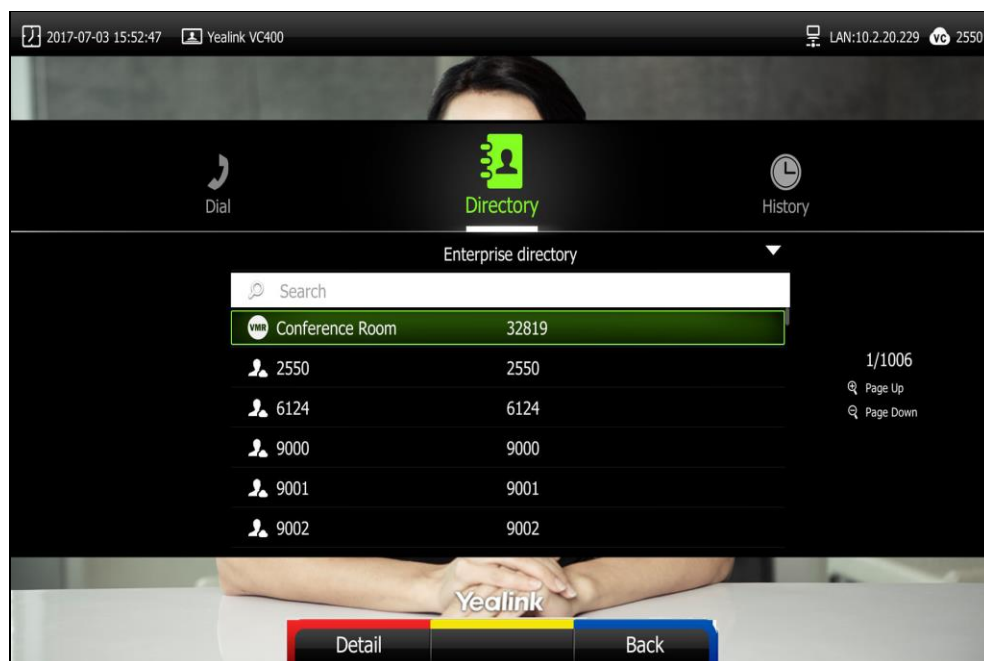 2017-07-03 15:52:47 Yealink VC400 LAN:10.2.20.229 VC 2550
Dial Directory History
Enterprise directory
Search
VMR Conference Room 32819
2550 2550
1/1006
6124 6124
Page Up
Page Down
9000 9000
9001 9001
9002 9002
Yealink
Detail Back